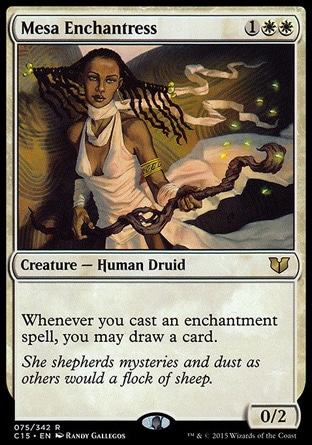 Mesa Enchantress 1
Creature — Human Druid
Whenever you cast an enchantment
spell, you may draw a card.
She shepherds mysteries and dust as
others would a flock of sheep.
0/2
075/342 R
C15 • EN RANDY GALLEGOS
™ & © 2015 Wizards of the Coast